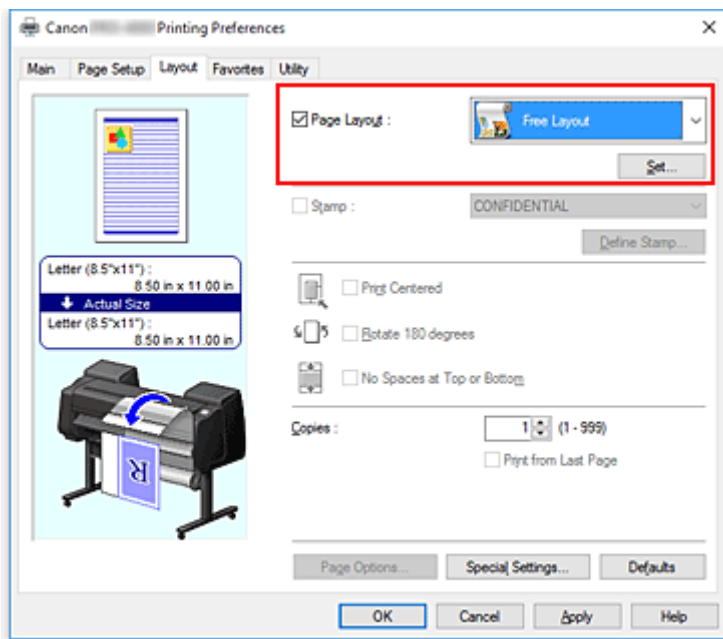 Canon Printing Preferences
Main Page Setup Layout Favorites Utility
Page Layout :
Free Layout
Set...
Stamp :
CONFIDENTIAL
Define Stamp...
Letter (8.5"x11") :
8.50 in x 11.00 in
Actual Size
Letter (8.5"x11") :
8.50 in x 11.00 in
Print Centered
Rotate 180 degrees
No Spaces at Top or Bottom
Copies :
1 (1 - 999)
Print from Last Page
R
Page Options... Special Settings... Defaults
OK Cancel Apply Help